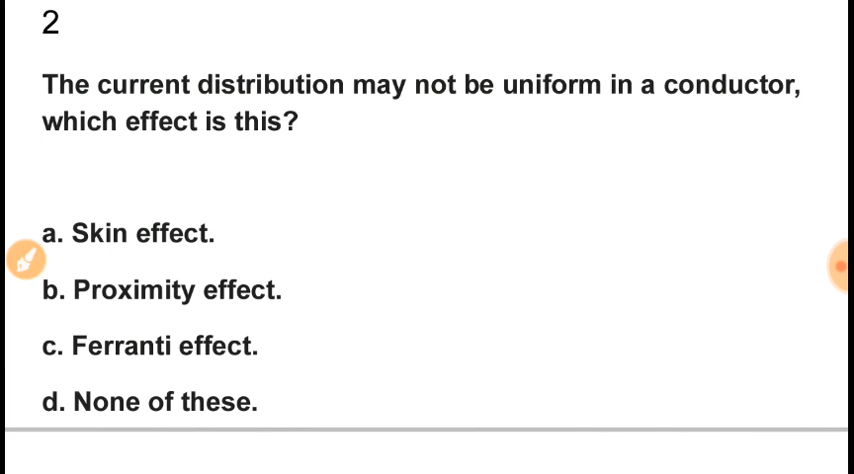 2
The current distribution may not be uniform in a conductor,
which effect is this?
a. Skin effect.
b. Proximity effect.
c. Ferranti effect.
d. None of these.